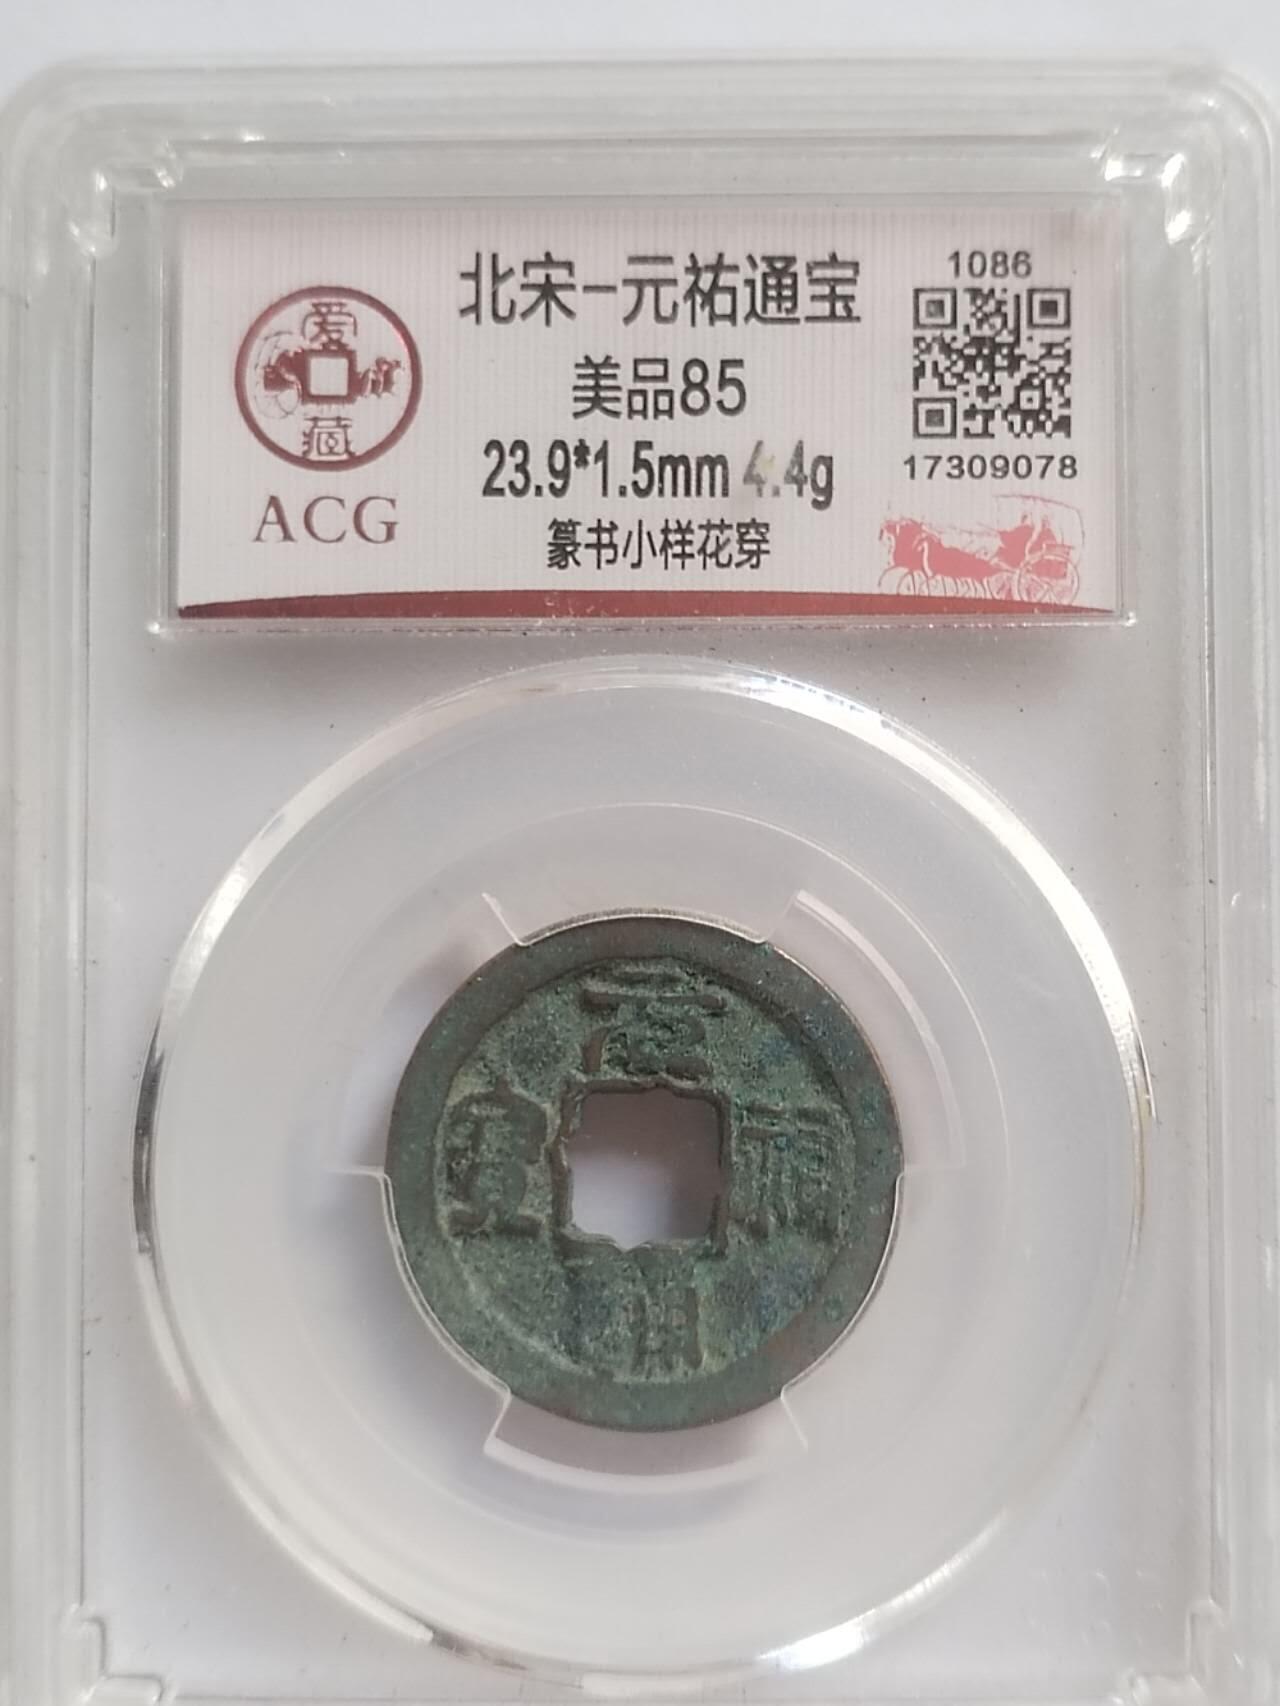 北宋-元祐通宝
1086
美品85
23.9*1.5mm 4.4g
17309078
篆书小样花穿
爱
藏
ACG
元
祐
寶